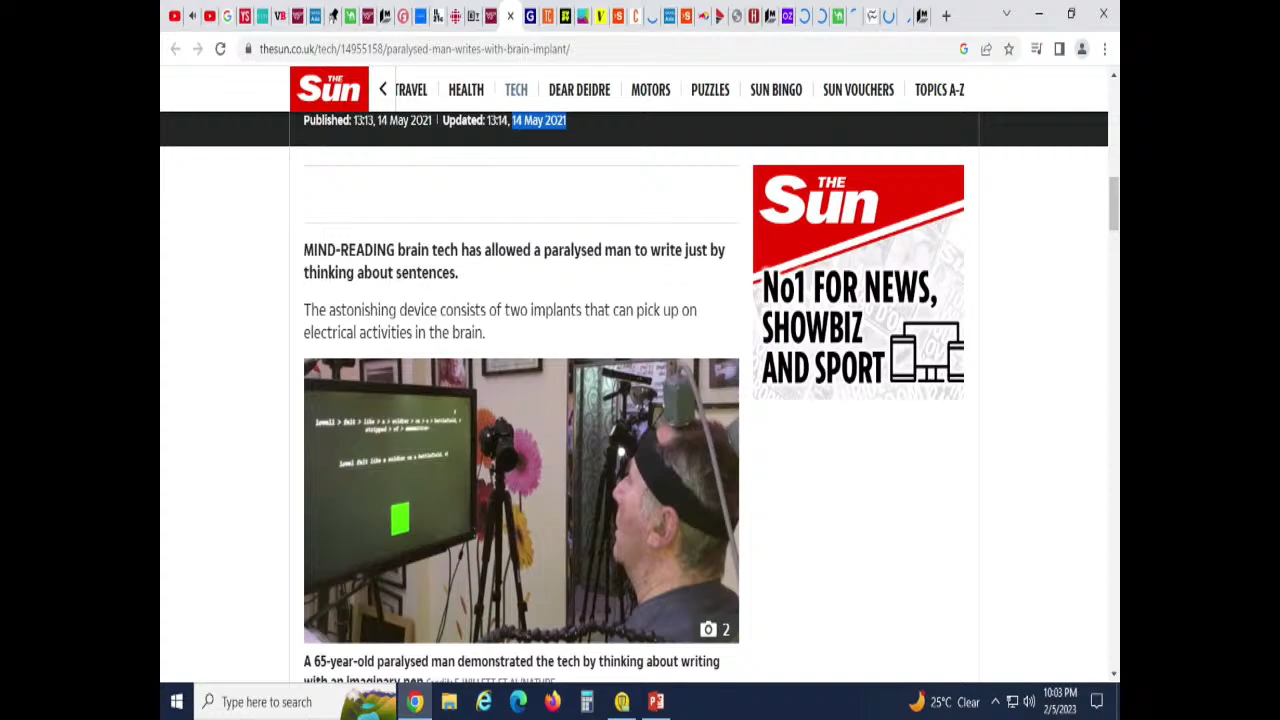 thesun.co.uk/tech/14955158/paralysed-man-writes-with-brain-implant/
THE
Sun
TRAVEL
HEALTH
TECH
DEAR DEIDRE
MOTORS
PUZZLES
SUN BINGO
SUN VOUCHERS
TOPICS A-Z
Published: 13:13, 14 May 2021
Updated: 13:14, 14 May 2021
MIND-READING brain tech has allowed a paralysed man to write just by
thinking about sentences.
The astonishing device consists of two implants that can pick up on
electrical activities in the brain.
2
A 65-year-old paralysed man demonstrated the tech by thinking about writing
with an imaginary pen
THE
Sun
No1 FOR NEWS,
SHOWBIZ
AND SPORT
Type here to search
25°C Clear
10:03 PM
2/5/2023